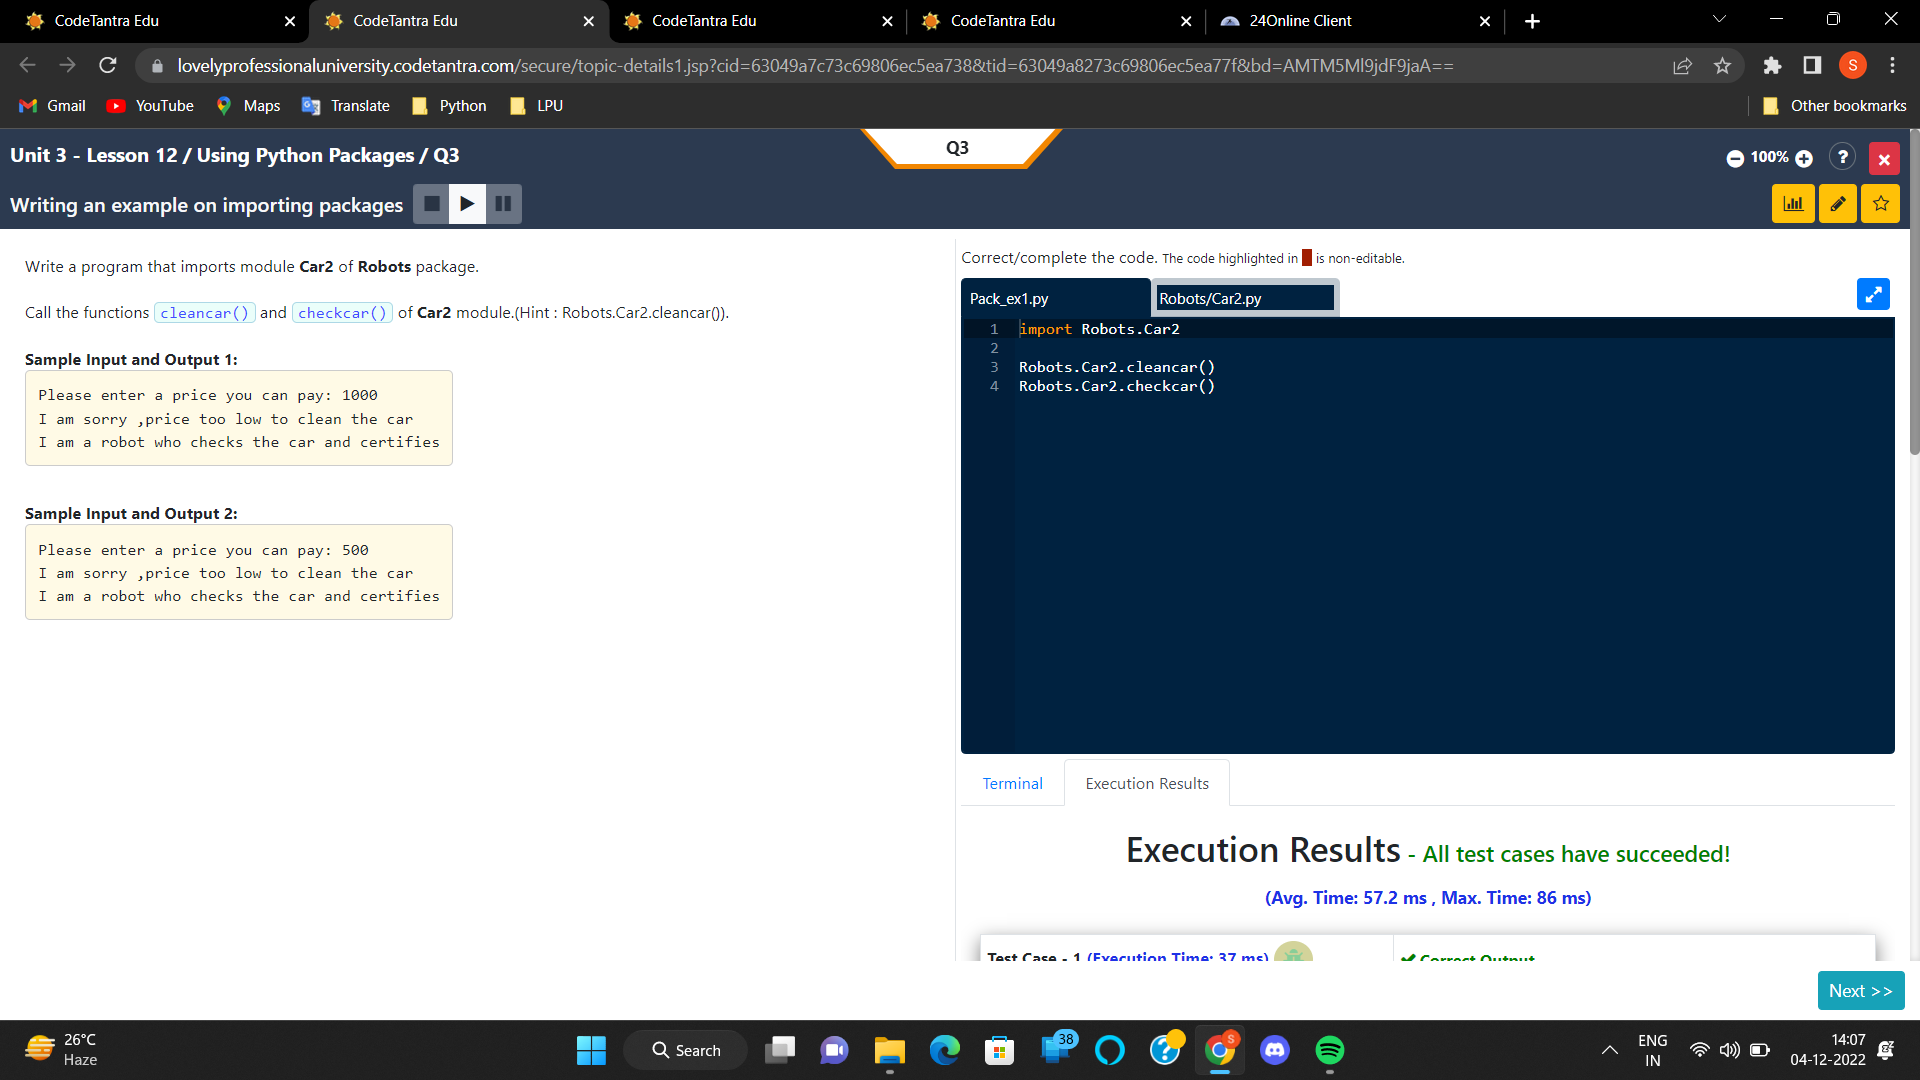 CodeTantra Edu
CodeTantra Edu
CodeTantra Edu
CodeTantra Edu
24Online Client
lovelyprofessionaluniversity.codetantra.com/secure/topic-details1.jsp?cid=63049a7c73c69806ec5ea738&tid=63049a8273c69806ec5ea77f&bd=AMTM5Ml9jdF9jaA==
S
Gmail
YouTube
Maps
Translate
Python
LPU
Other bookmarks
Unit 3 - Lesson 12 / Using Python Packages / Q3
Q3
100%
?
Writing an example on importing packages
Write a program that imports module Car2 of Robots package.
Call the functions cleancar() and checkcar() of Car2 module.(Hint : Robots.Car2.cleancar()).
Sample Input and Output 1:
Please enter a price you can pay: 1000
I am sorry ,price too low to clean the car
I am a robot who checks the car and certifies
Sample Input and Output 2:
Please enter a price you can pay: 500
I am sorry ,price too low to clean the car
I am a robot who checks the car and certifies
Correct/complete the code. The code highlighted in is non-editable.
Pack_ex1.py
Robots/Car2.py
1 import Robots.Car2
2
3 Robots.Car2.cleancar()
4 Robots.Car2.checkcar()
Terminal
Execution Results
Execution Results - All test cases have succeeded!
(Avg. Time: 57.2 ms , Max. Time: 86 ms)
Test Case - 1 (Execution Time: 37 ms)
Correct Output
Next >>
26°C
Haze
Search
38
S
ENG
IN
14:07
04-12-2022